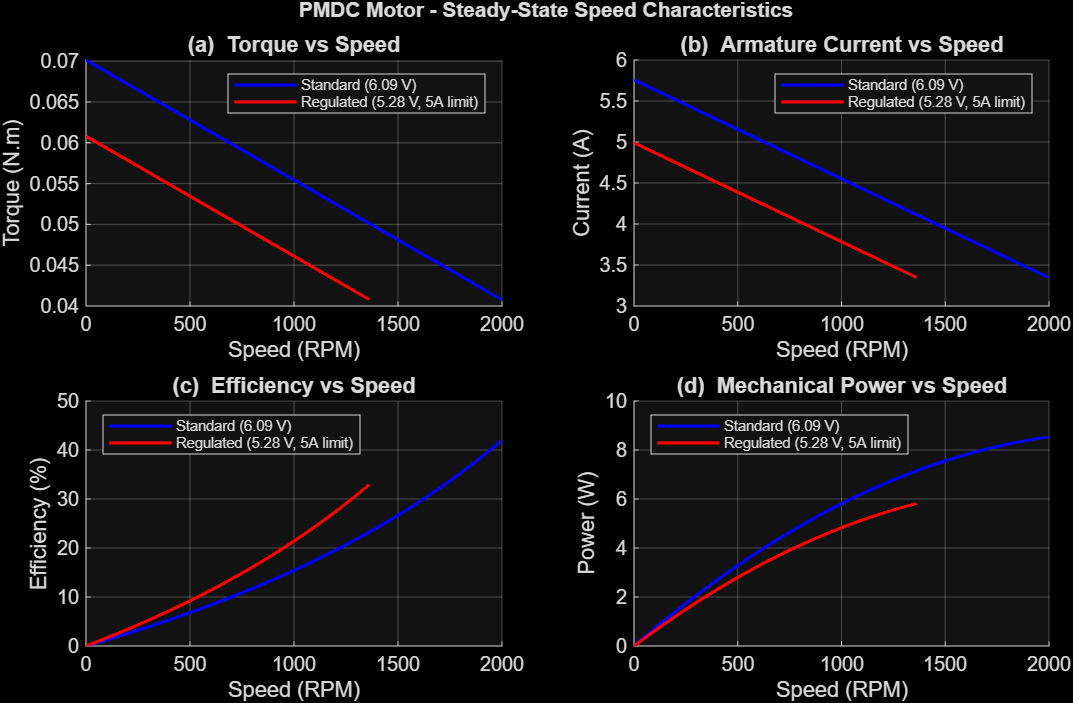 PMDC Motor - Steady-State Speed Characteristics
(a) Torque vs Speed
Torque (N.m)
0.07
0.065
0.06
0.055
0.05
0.045
0.04
Standard (6.09 V)
Regulated (5.28 V, 5A limit)
0 500 1000 1500 2000
Speed (RPM)
(b) Armature Current vs Speed
Current (A)
6
5.5
5
4.5
4
3.5
3
Standard (6.09 V)
Regulated (5.28 V, 5A limit)
0 500 1000 1500 2000
Speed (RPM)
(c) Efficiency vs Speed
Efficiency (%)
50
40
30
20
10
0
Standard (6.09 V)
Regulated (5.28 V, 5A limit)
0 500 1000 1500 2000
Speed (RPM)
(d) Mechanical Power vs Speed
Power (W)
10
8
6
4
2
0
Standard (6.09 V)
Regulated (5.28 V, 5A limit)
0 500 1000 1500 2000
Speed (RPM)